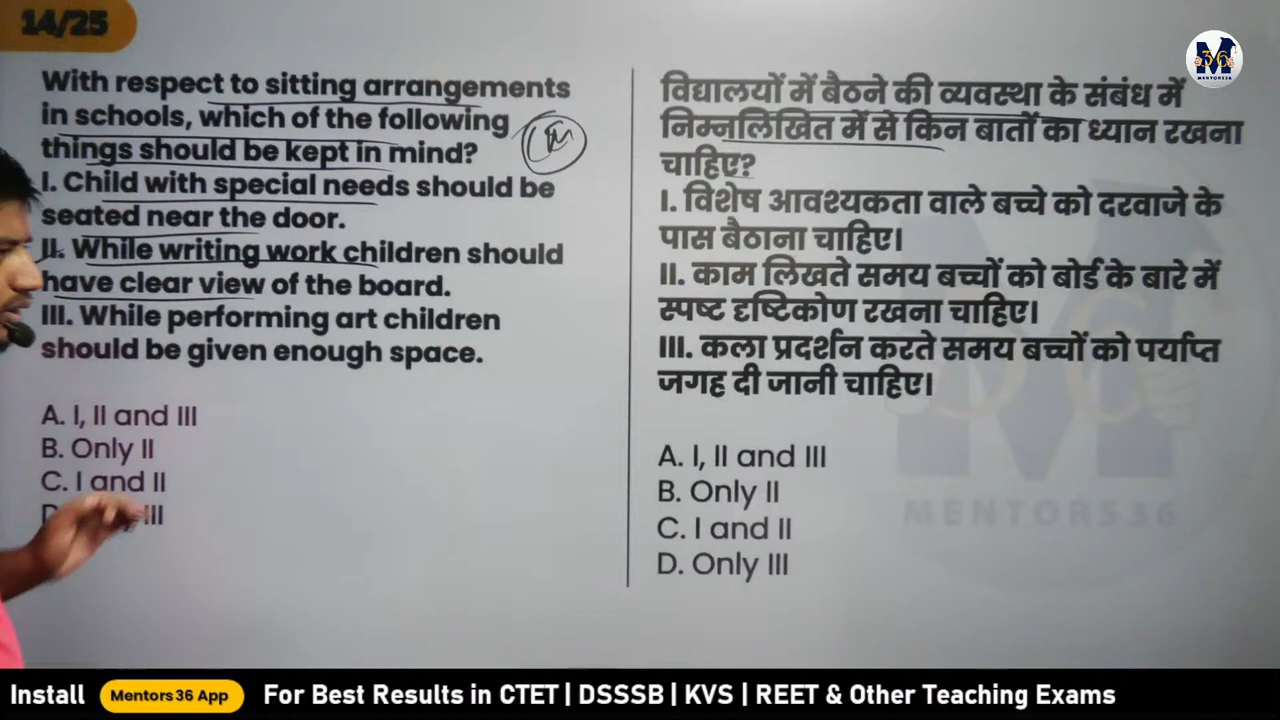 14/25
M
36
MENTORS36
With respect to sitting arrangements
in schools, which of the following
things should be kept in mind?
I. Child with special needs should be
seated near the door.
II. While writing work children should
have clear view of the board.
III. While performing art children
should be given enough space.
A. I, II and III
B. Only II
C. I and II
III
विद्यालयों में बैठने की व्यवस्था के संबंध में
निम्नलिखित में से किन बातों का ध्यान रखना
चाहिए?
I. विशेष आवश्यकता वाले बच्चे को दरवाजे के
पास बैठाना चाहिए।
II. काम लिखते समय बच्चों को बोर्ड के बारे में
स्पष्ट दृष्टिकोण रखना चाहिए।
III. कला प्रदर्शन करते समय बच्चों को पर्याप्त
जगह दी जानी चाहिए।
A. I, II and III
B. Only II
C. I and II
D. Only III
MENTORS36
Install Mentors36 App For Best Results in CTET | DSSSB | KVS | REET & Other Teaching Exams